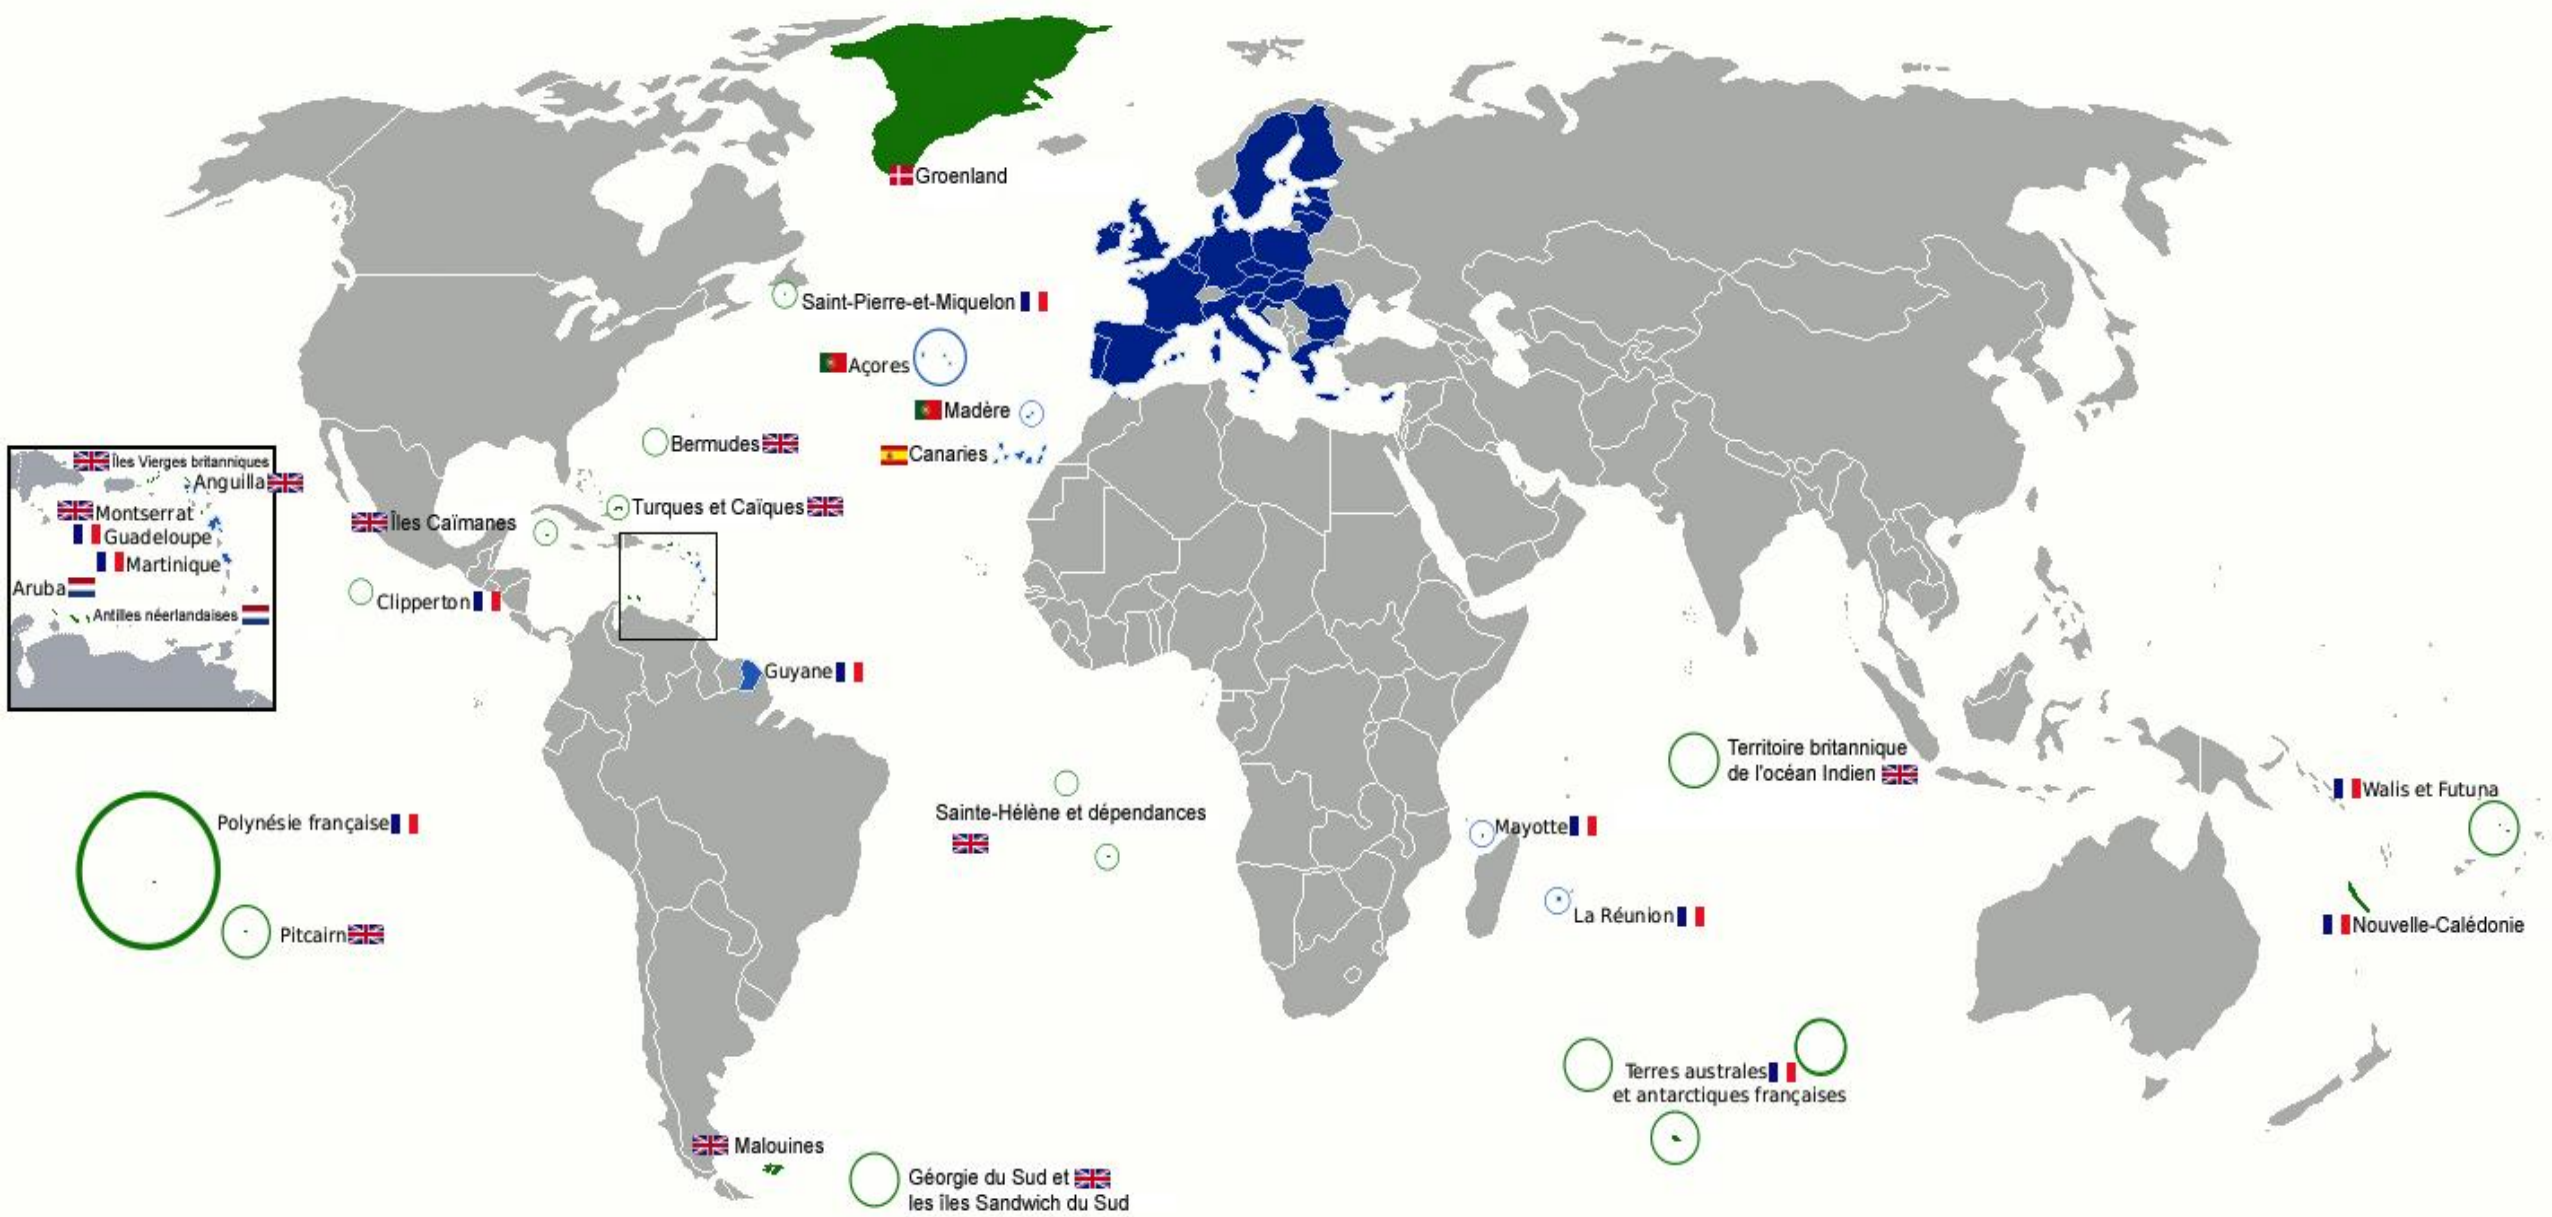 Groenland
Saint-Pierre-et-Miquelon
Açores
Madère
Bermudes
Canaries
Îles Vierges britanniques
Anguilla
Montserrat
Guadeloupe
Martinique
Aruba
Antilles néerlandaises
Turques et Caïques
Îles Caïmanes
Clipperton
Guyane
Territoire britannique
de l'océan Indien
Walis et Futuna
Sainte-Hélène et dépendances
Polynésie française
Mayotte
La Réunion
Nouvelle-Calédonie
Pitcairn
Terres australes
et antarctiques françaises
Malouines
Géorgie du Sud et
les îles Sandwich du Sud